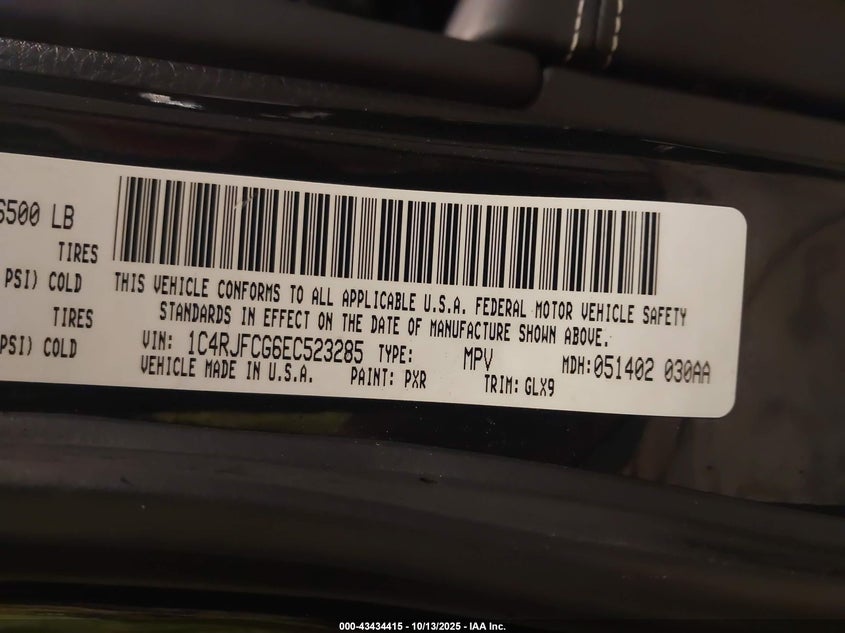 6500 LB
TIRES
PSI) COLD
TIRES
PSI) COLD
THIS VEHICLE CONFORMS TO ALL APPLICABLE U.S.A. FEDERAL MOTOR VEHICLE SAFETY
STANDARDS IN EFFECT ON THE DATE OF MANUFACTURE SHOWN ABOVE.
VIN: 1C4RJFCG6EC523285 TYPE: MPV MDH:051402 030AA
VEHICLE MADE IN U.S.A. PAINT: PXR TRIM: GLX9
000-43434415 - 10/13/2025 - IAA Inc.